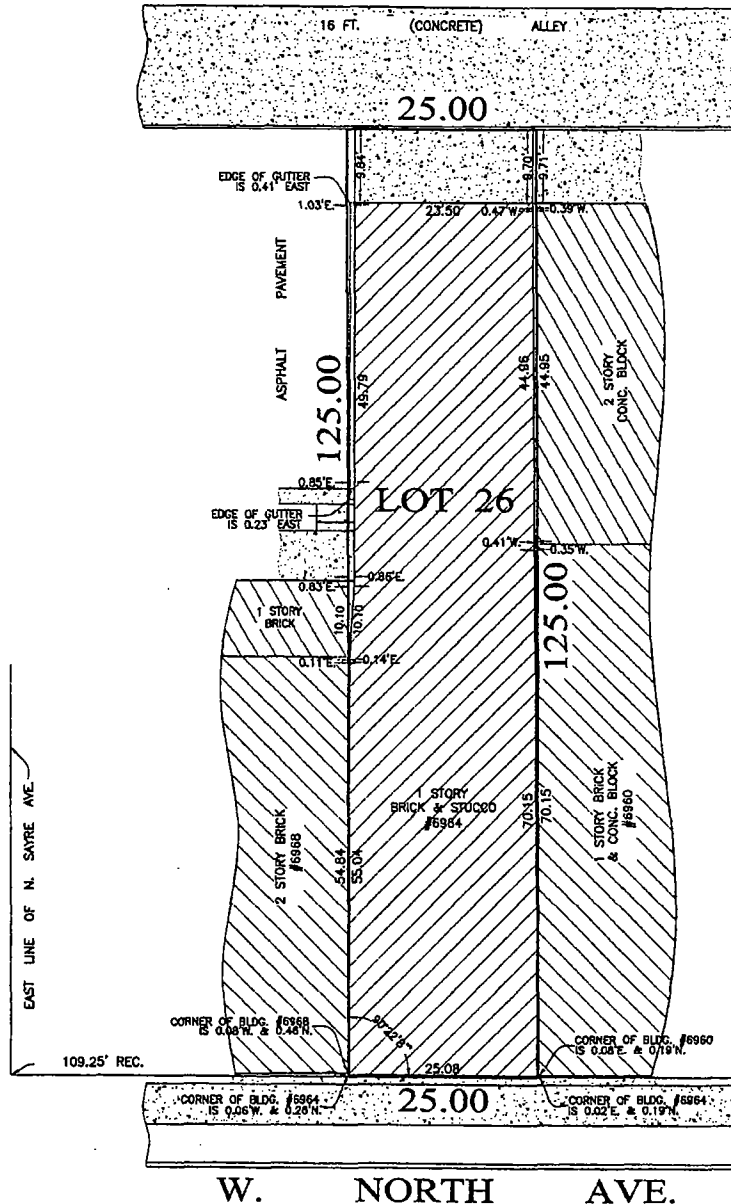 16 FT. (CONCRETE) ALLEY
25.00
9.84'
9.70'
9.71'
EDGE OF GUTTER
IS 0.41' EAST
1.03'E.
23.50
0.47'W.
0.39'W.
ASPHALT PAVEMENT
125.00
49.79
44.96
44.95
2 STORY
CONC. BLOCK
0.85'E.
LOT 26
EDGE OF GUTTER
IS 0.23' EAST
0.41'W.
0.35'W.
0.86'E.
0.83'E.
125.00
1 STORY
BRICK
10.10
10.10
0.11'E.
0.14'E.
1 STORY
BRICK & STUCCO
#6964
70.15
70.15
1 STORY BRICK
& CONC. BLOCK
#6960
2 STORY BRICK
#6968
54.84
55.04
EAST LINE OF N. SAYRE AVE.
CORNER OF BLDG. #6968
IS 0.08'W. & 0.48'N.
CORNER OF BLDG. #6960
IS 0.08'E. & 0.19'N.
109.25' REC.
25.08
CORNER OF BLDG. #6964
IS 0.06'W. & 0.26'N.
25.00
CORNER OF BLDG. #6964
IS 0.02'E. & 0.19'N.
W. NORTH AVE.